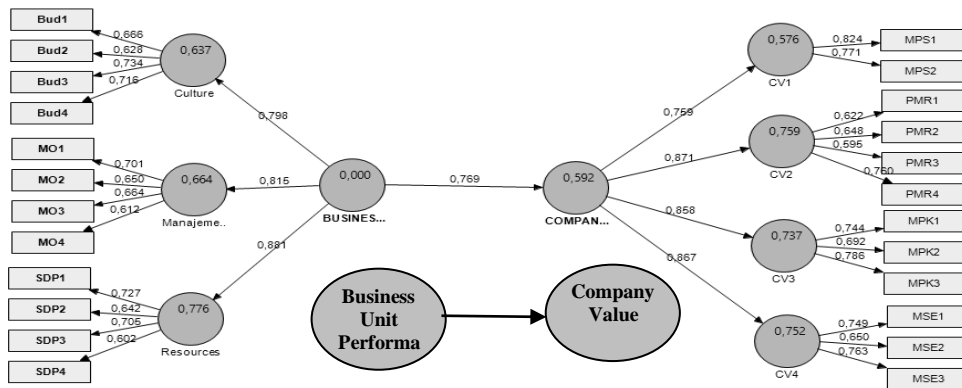 Bud1
Bud2
Bud3
Bud4
0,666
0,628
0,734
0,716
0,637
Culture
0,798
MO1
MO2
MO3
MO4
0,701
0,650
0,664
0,612
0,664
Manajeme..
0,815
SDP1
SDP2
SDP3
SDP4
0,727
0,642
0,705
0,602
0,776
Resources
0,881
0,000
BUSINES...
0,769
0,592
COMPAN...
0,759
0,871
0,858
0,867
0,576
CV1
0,824
0,771
MPS1
MPS2
0,759
CV2
0,622
0,648
0,595
0,760
PMR1
PMR2
PMR3
PMR4
0,737
CV3
0,744
0,692
0,786
MPK1
MPK2
MPK3
0,752
CV4
0,749
0,650
0,763
MSE1
MSE2
MSE3
Business
Unit
Performa
Company
Value